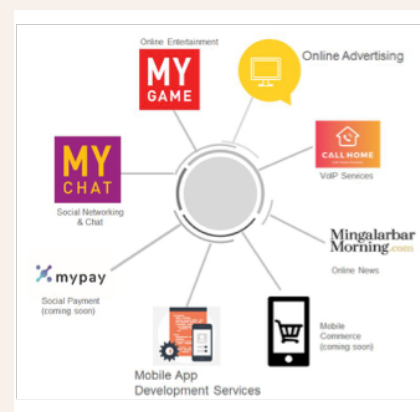 Online Entertainment
MY
GAME
Online Advertising
CALL HOME
VoIP Services
MY
CHAT
Social Networking
& Chat
Mingalarbar
Morning.com
Online News
mypay
Social Payment
(coming soon)
Mobile
Commerce
(coming soon)
Mobile App
Development Services